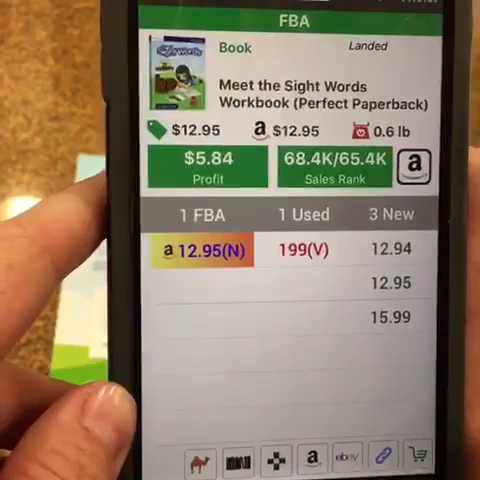 FBA
Book
Landed
Sight Words
Meet the Sight Words
Workbook (Perfect Paperback)
$12.95
a $12.95
0.6 lb
$5.84
Profit
68.4K/65.4K
Sales Rank
a
1 FBA
1 Used
3 New
a 12.95(N)
199(V)
12.94
12.95
15.99
a
ebay